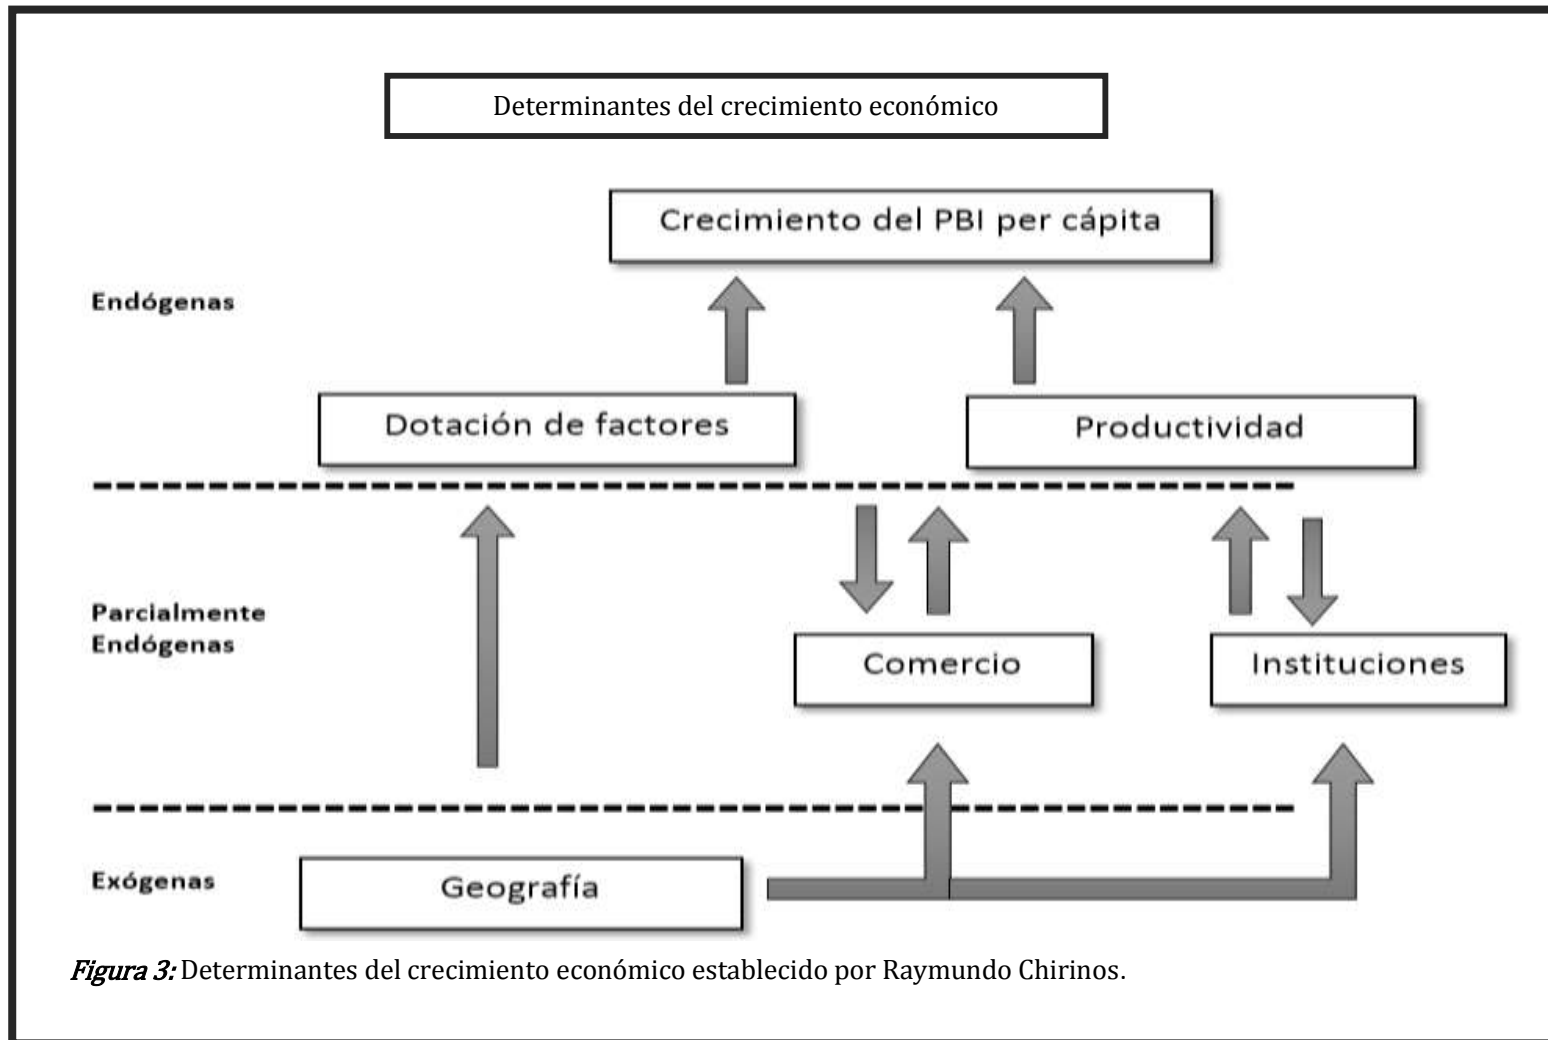 Determinantes del crecimiento económico
Crecimiento del PBI per cápita
Endógenas
Dotación de factores
Productividad
Parcialmente
Endógenas
Comercio
Instituciones
Exógenas
Geografía
Figura 3: Determinantes del crecimiento económico establecido por Raymundo Chirinos.